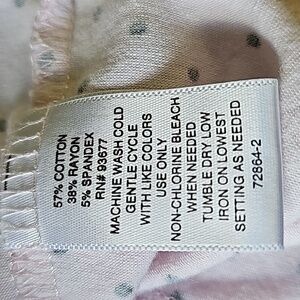 57% COTTON
38% RAYON
5% SPANDEX
RN# 93677
MACHINE WASH COLD
GENTLE CYCLE
WITH LIKE COLORS
USE ONLY
NON-CHLORINE BLEACH
WHEN NEEDED
TUMBLE DRY LOW
IRON ON LOWEST
SETTING AS NEEDED
72864-2